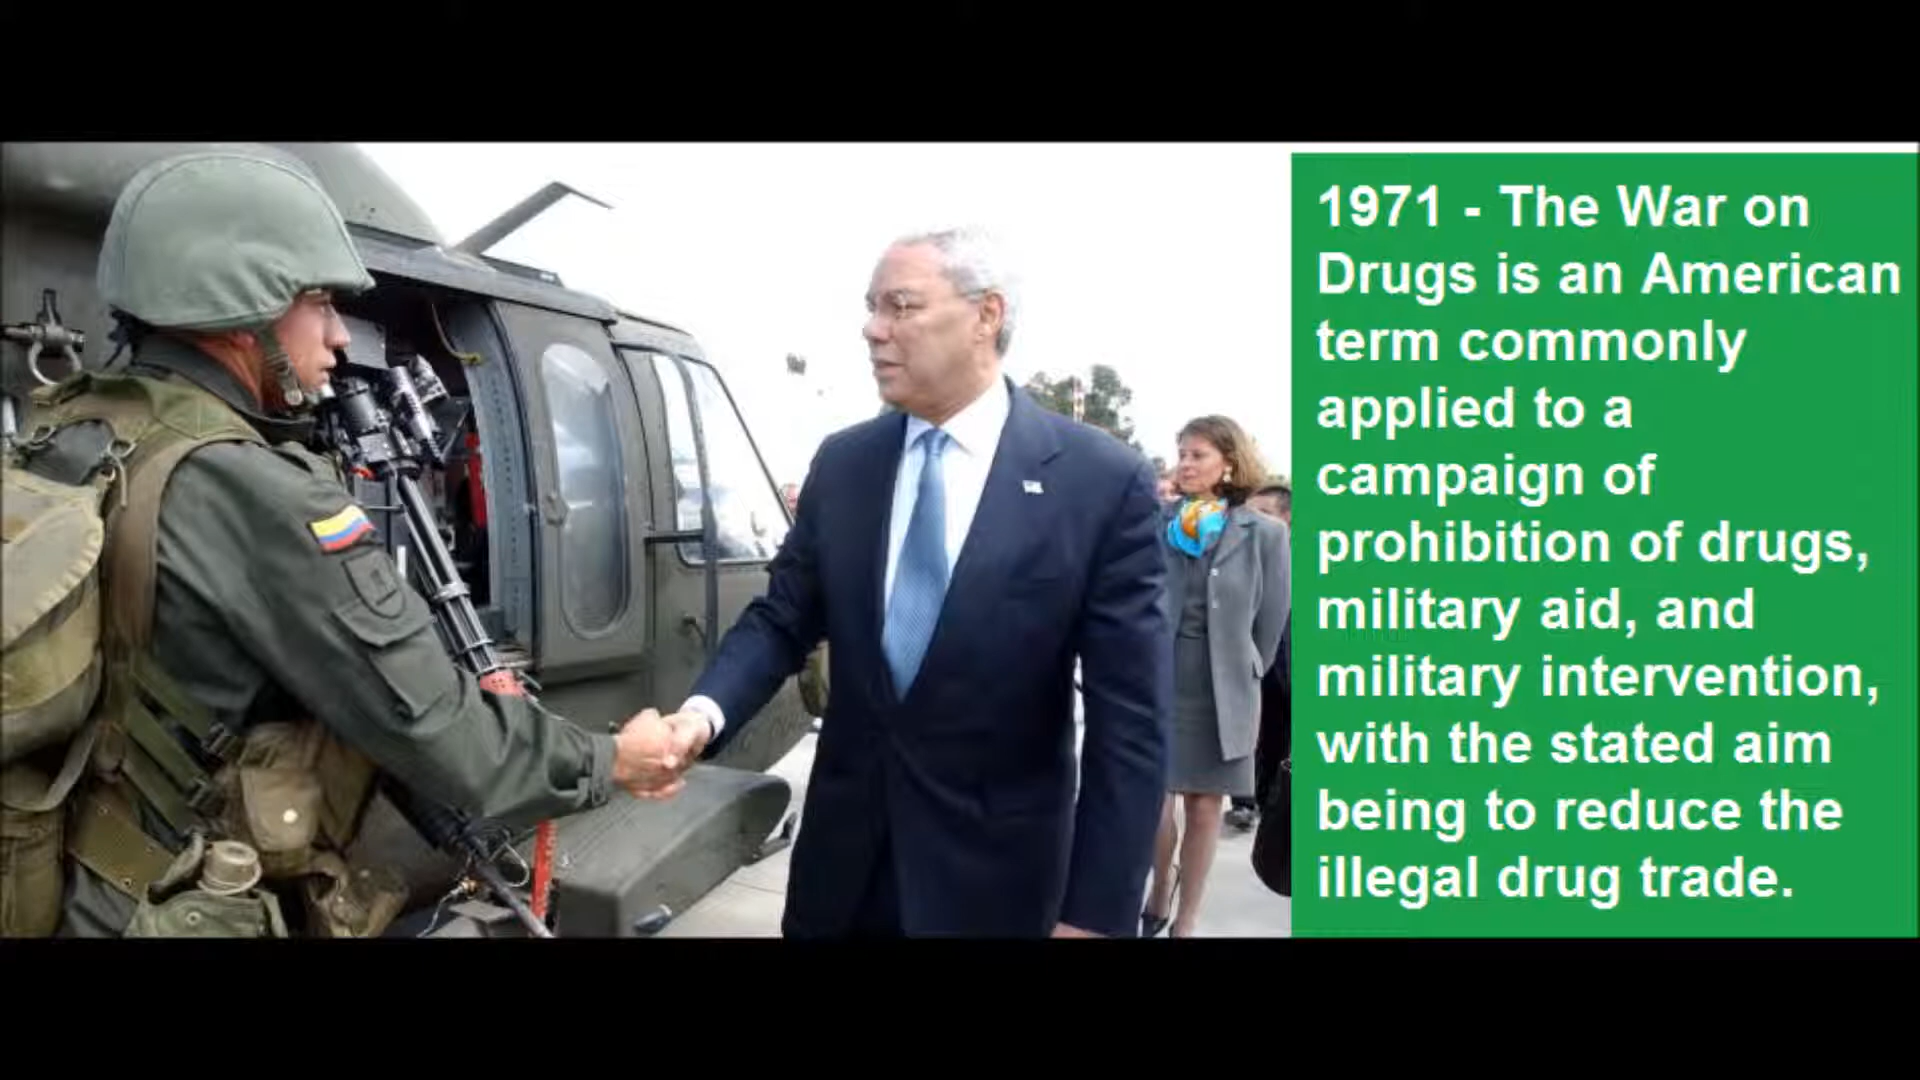 1971 - The War on
Drugs is an American
term commonly
applied to a
campaign of
prohibition of drugs,
military aid, and
military intervention,
with the stated aim
being to reduce the
illegal drug trade.